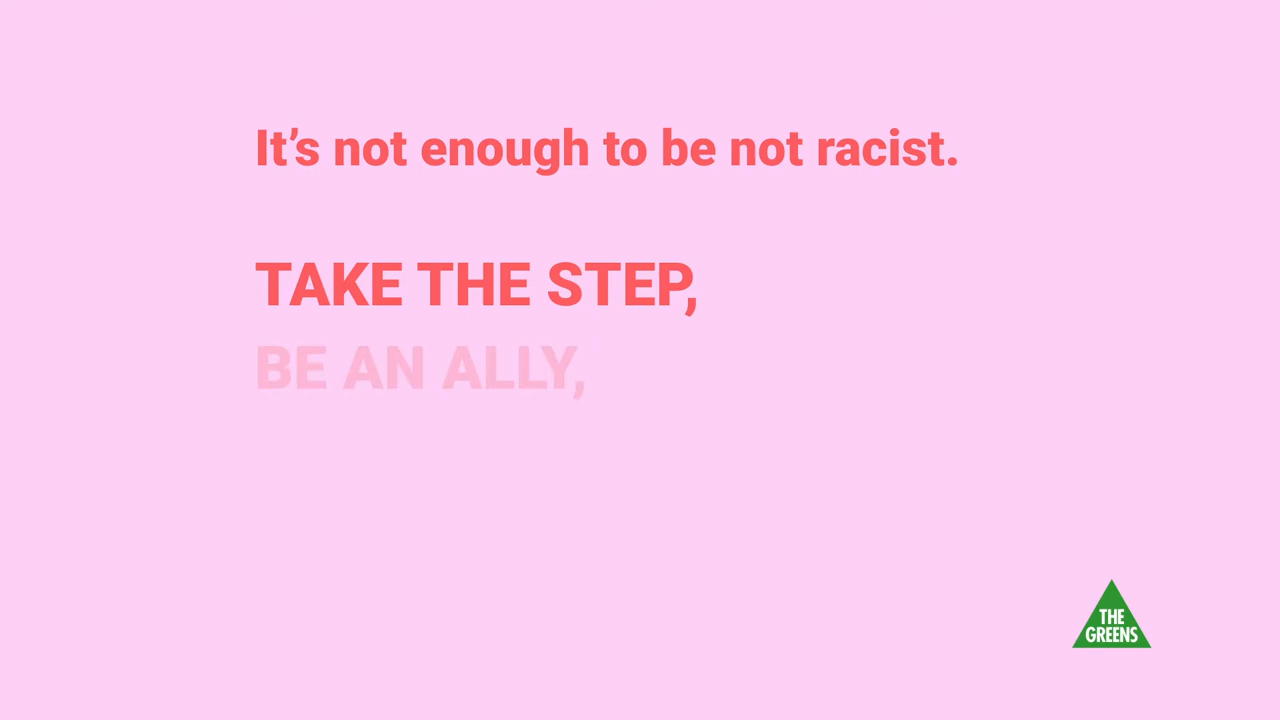 It’s not enough to be not racist.
TAKE THE STEP,
BE AN ALLY,
THE
GREENS